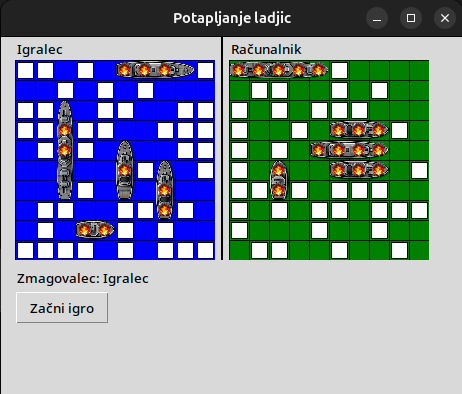 Potapljanje ladjic
Igralec
Računalnik
Zmagovalec: Igralec
Začni igro